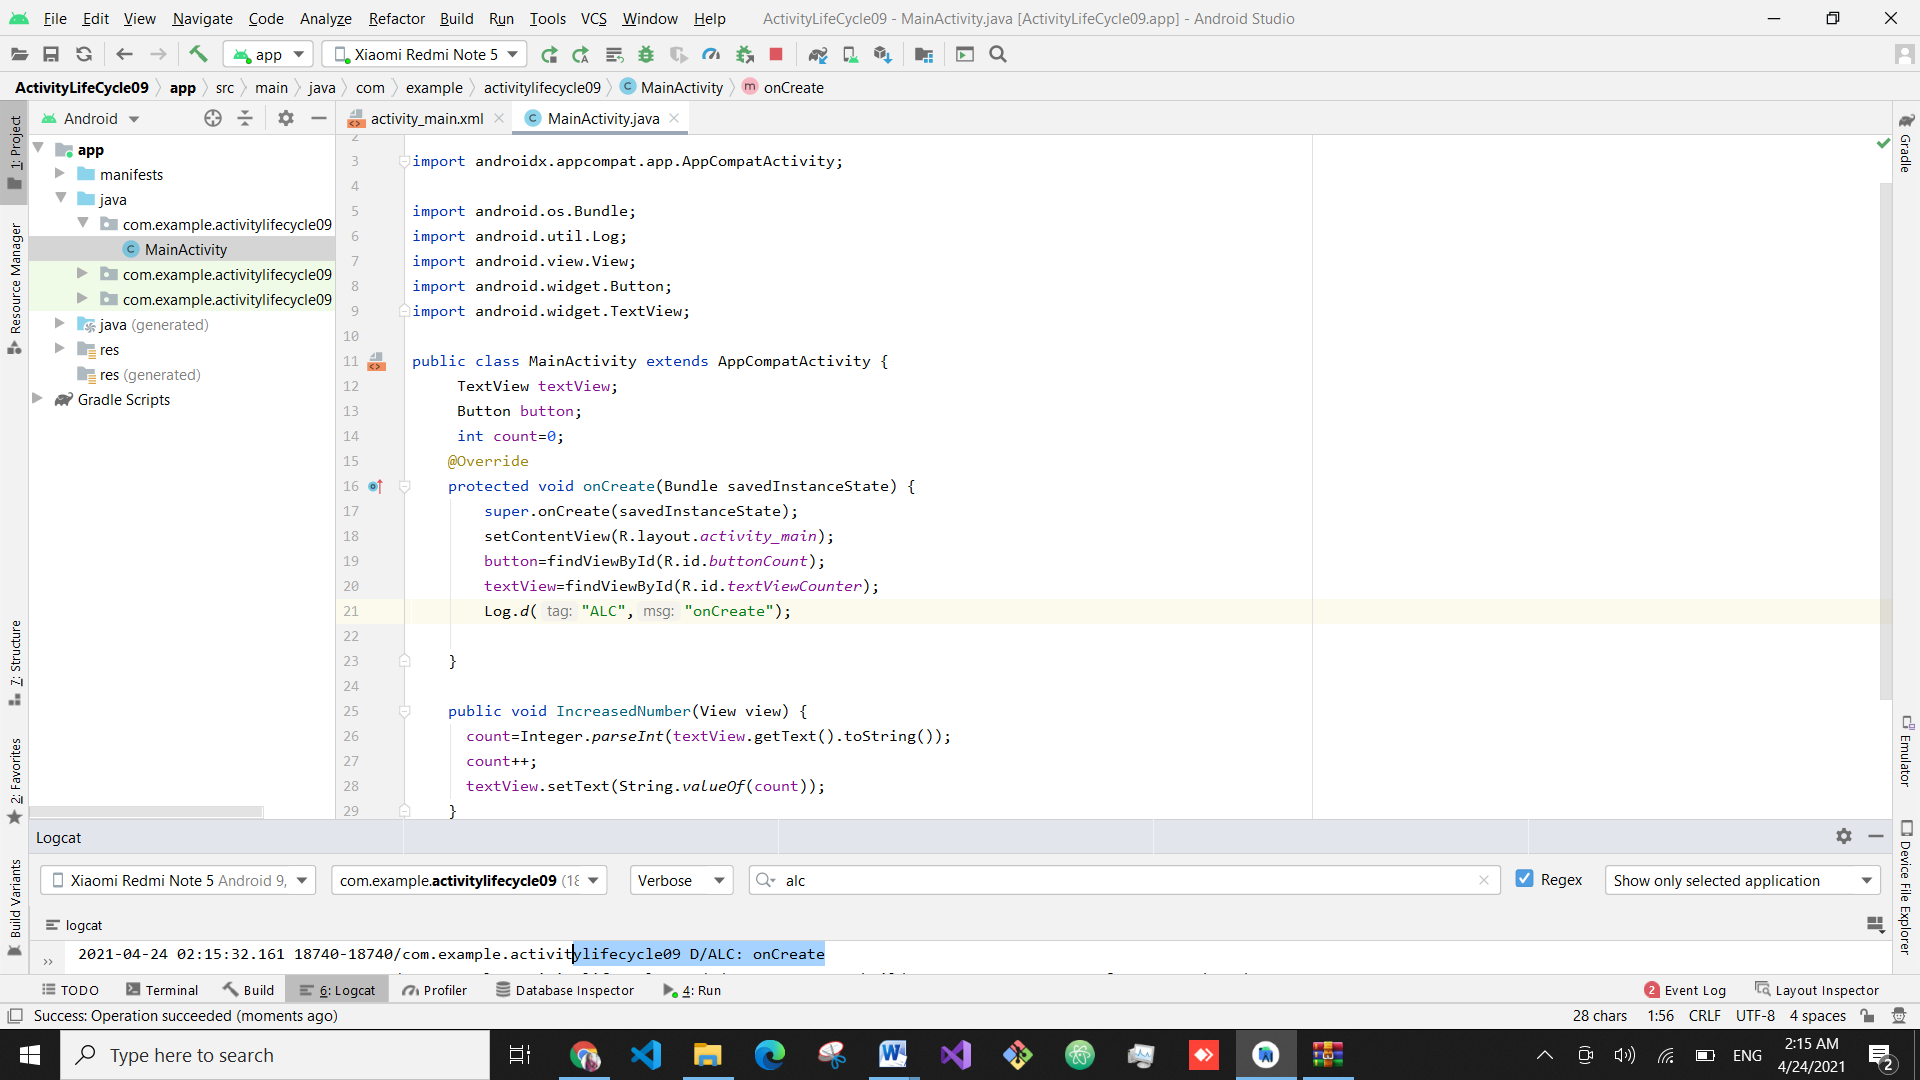 File Edit View Navigate Code Analyze Refactor Build Run Tools VCS Window Help ActivityLifeCycle09 - MainActivity.java [ActivityLifeCycle09.app] - Android Studio
app Xiaomi Redmi Note 5
ActivityLifeCycle09 app src main java com example activitylifecycle09 MainActivity onCreate
Android
activity_main.xml MainActivity.java
app
manifests
java
com.example.activitylifecycle09
MainActivity
com.example.activitylifecycle09
com.example.activitylifecycle09
java (generated)
res
res (generated)
Gradle Scripts
1: Project
Resource Manager
7: Structure
2: Favorites
Build Variants
2
3 import androidx.appcompat.app.AppCompatActivity;
4
5 import android.os.Bundle;
6 import android.util.Log;
7 import android.view.View;
8 import android.widget.Button;
9 import android.widget.TextView;
10
11 public class MainActivity extends AppCompatActivity {
12 TextView textView;
13 Button button;
14 int count=0;
15 @Override
16 protected void onCreate(Bundle savedInstanceState) {
17 super.onCreate(savedInstanceState);
18 setContentView(R.layout.activity_main);
19 button=findViewById(R.id.buttonCount);
20 textView=findViewById(R.id.textViewCounter);
21 Log.d( tag: "ALC", msg: "onCreate");
22
23 }
24
25 public void IncreasedNumber(View view) {
26 count=Integer.parseInt(textView.getText().toString());
27 count++;
28 textView.setText(String.valueOf(count));
29 }
Gradle
Emulator
Device File Explorer
Logcat
Xiaomi Redmi Note 5 Android 9, com.example.activitylifecycle09 (18 Verbose alc Regex Show only selected application
logcat
2021-04-24 02:15:32.161 18740-18740/com.example.activitylifecycle09 D/ALC: onCreate
TODO Terminal Build 6: Logcat Profiler Database Inspector 4: Run 2 Event Log Layout Inspector
Success: Operation succeeded (moments ago) 28 chars 1:56 CRLF UTF-8 4 spaces
Type here to search ENG 2:15 AM
4/24/2021 2